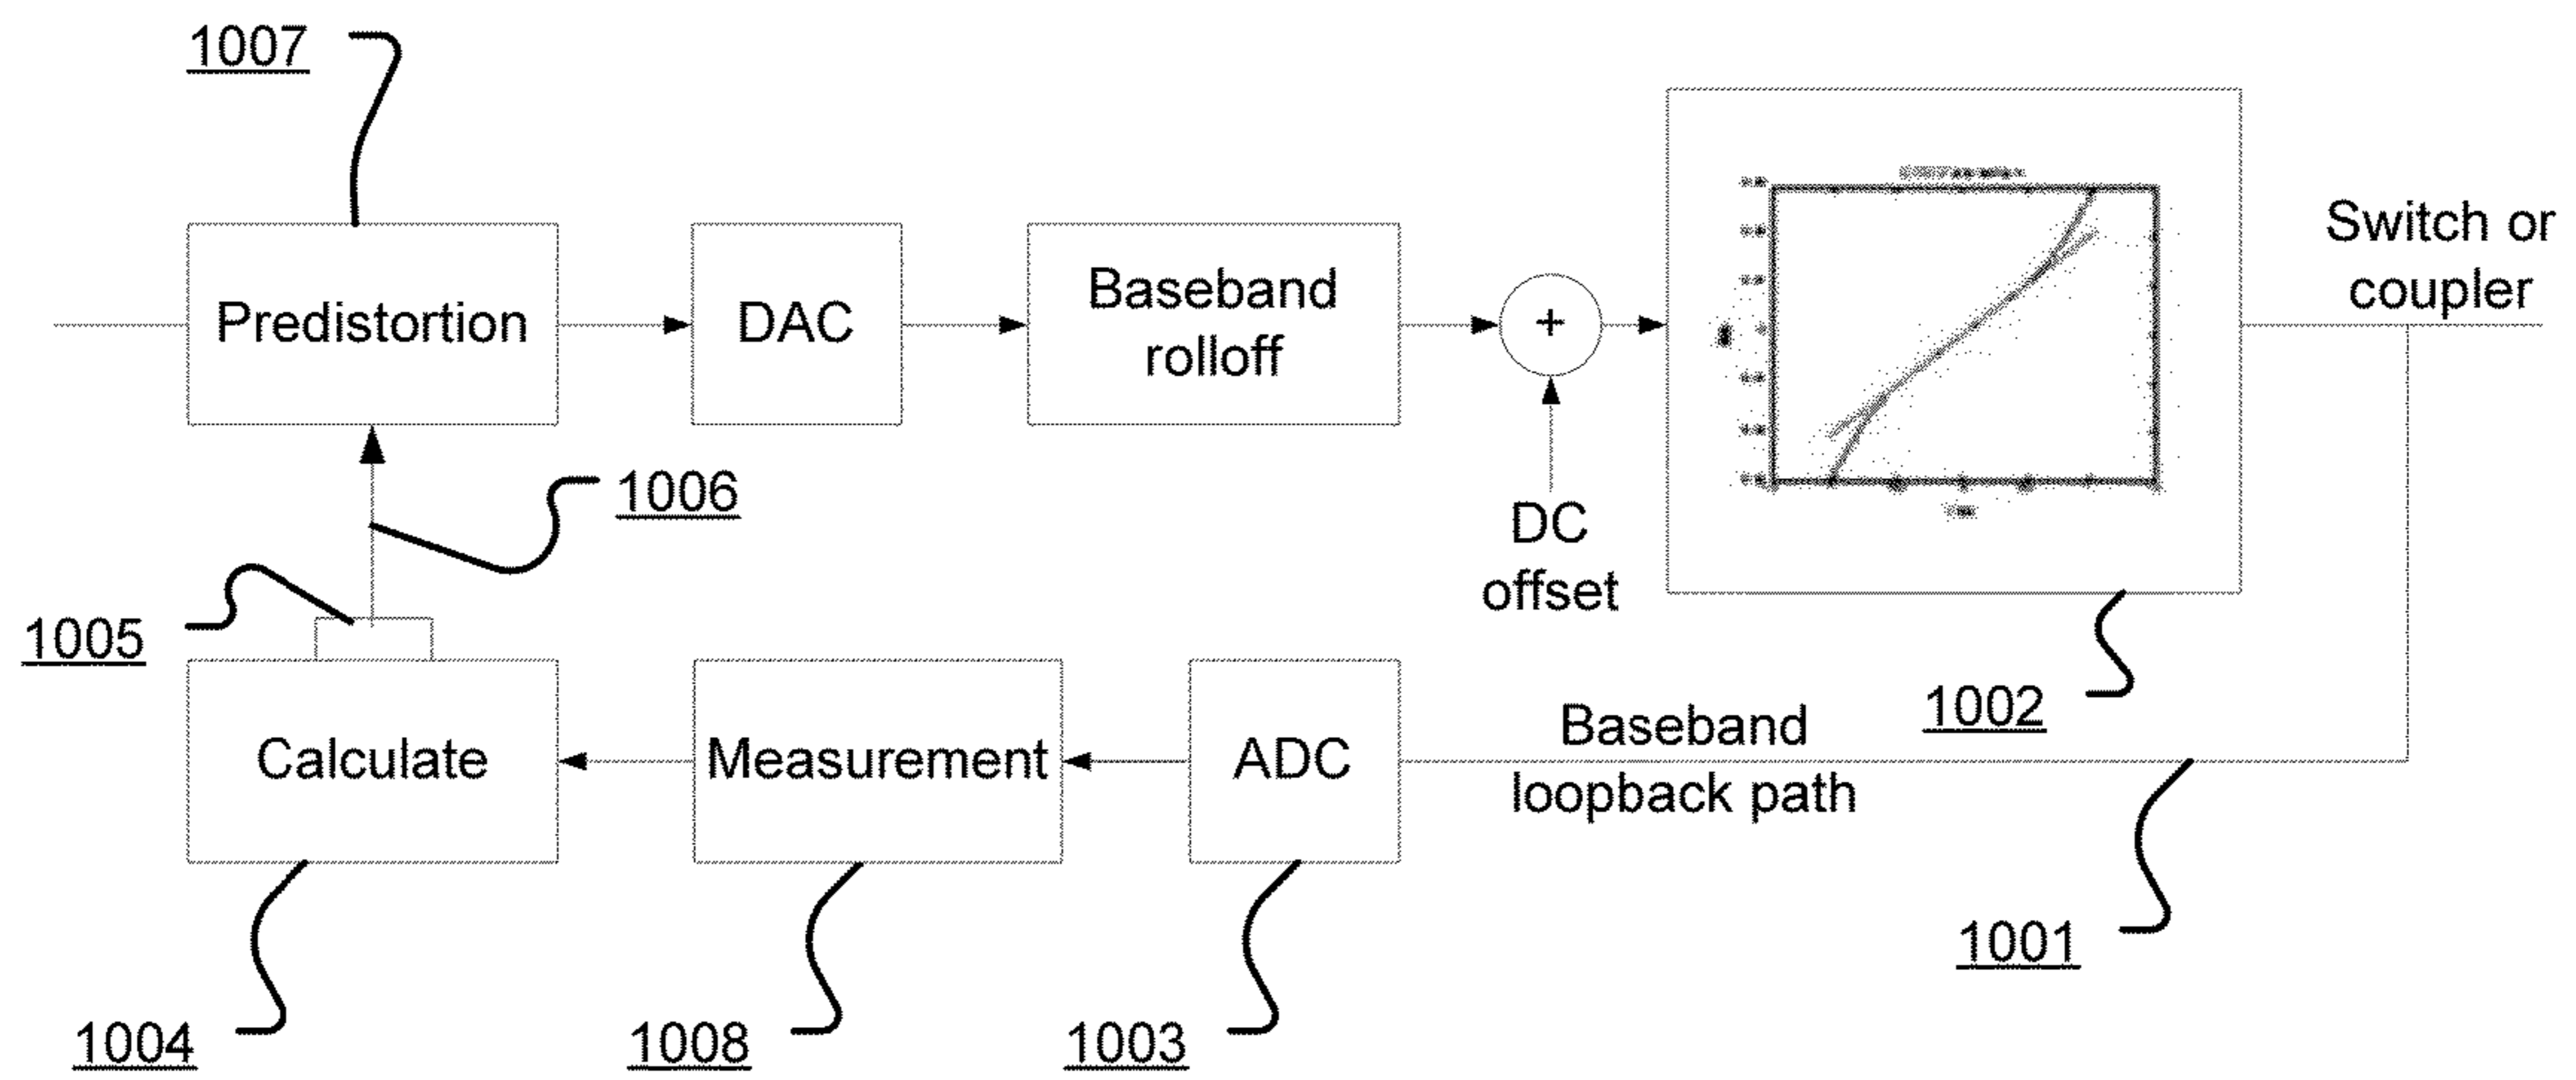 1007
Switch or
coupler
Predistortion
DAC
Baseband
rolloff
+
1006
DC
offset
1005
1002
Calculate
Measurement
ADC
Baseband
loopback path
1001
1004
1008
1003